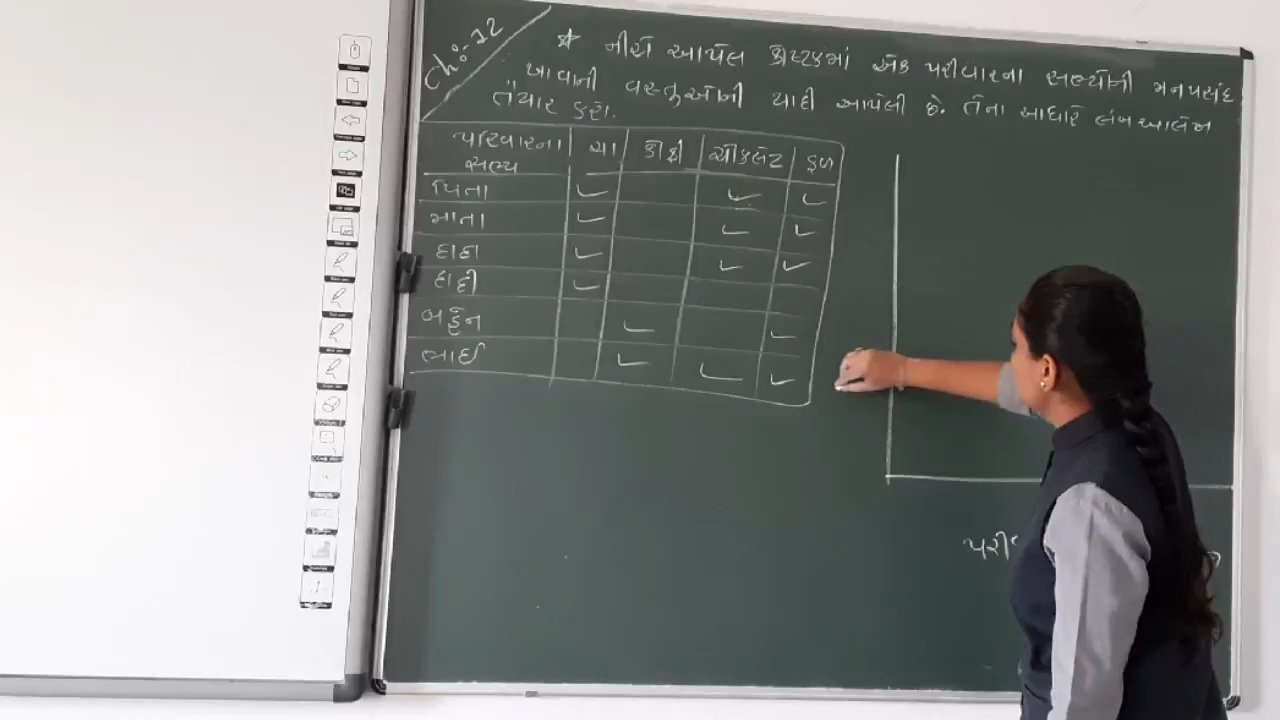 Ch:-12
* નીચે આપેલ કોષ્ટકમાં એક પરીવારના સભ્યોની મનપસંદ
ખાવાની વસ્તુઓની યાદી આપેલી છે. તેના આધારે લંબઆલેખ
તૈયાર કરો.
પરિવારના સભ્ય ચા કોફી ચોકલેટ ફળ
પિતા ✓ ✓ ✓
માતા ✓ ✓ ✓
દાદા ✓ ✓ ✓
દાદી ✓
બહેન ✓ ✓
ભાઈ ✓ ✓ ✓